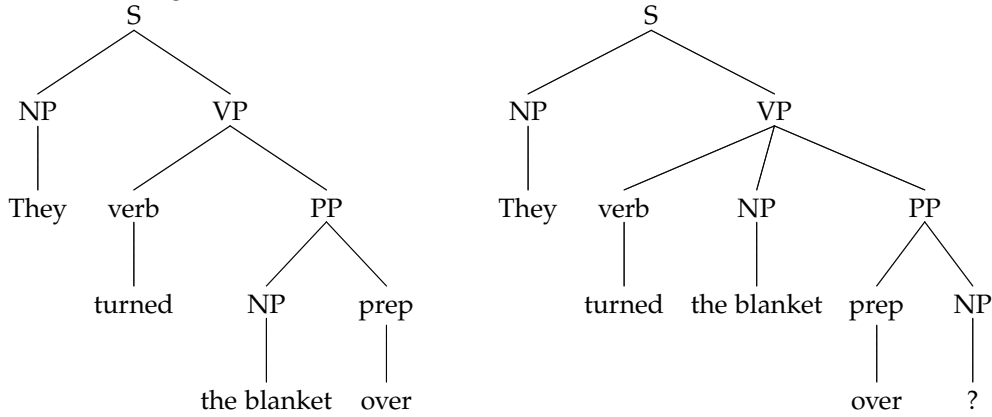 S S
NP VP NP VP
They verb PP They verb NP PP
turned NP prep turned the blanket prep NP
the blanket over over ?